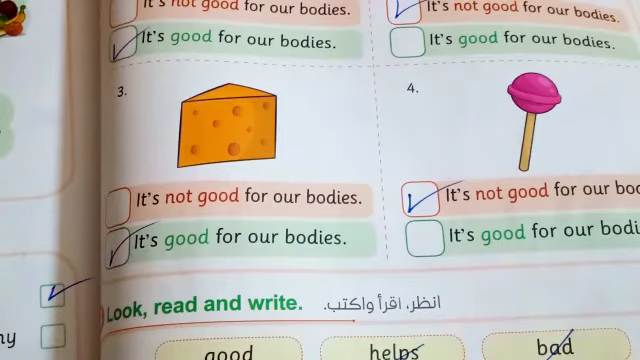 It's not good for our bodies.
It's good for our bodies.
It's not good for our bodies.
It's good for our bodies.
3.
It's not good for our bodies.
It's good for our bodies.
4.
It's not good for our bo
It's good for our bodi
Look, read and write. انظر، اقرأ واكتب.
good helps bad